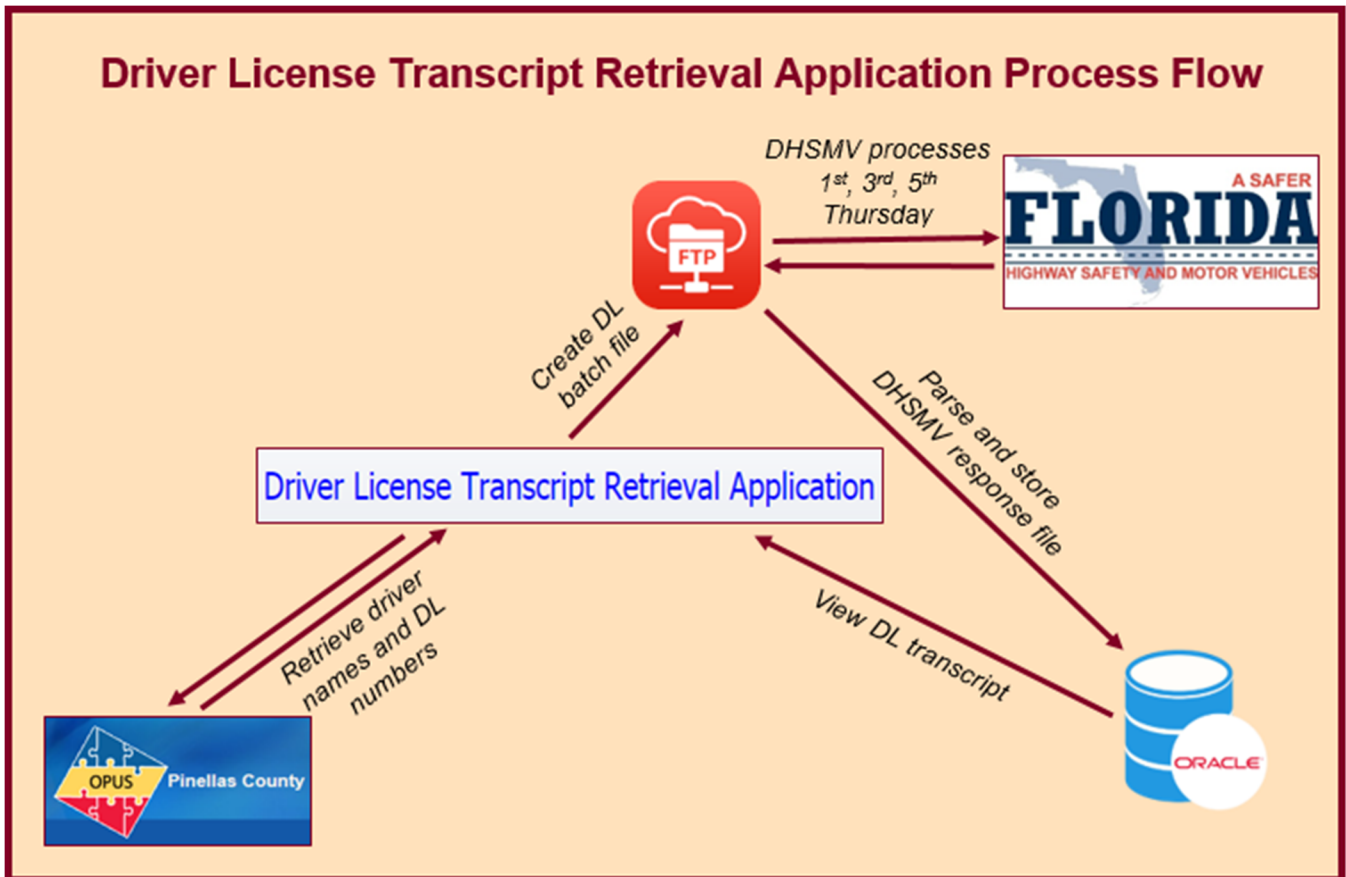 Driver License Transcript Retrieval Application Process Flow
DHSMV processes
1st, 3rd, 5th
Thursday
A SAFER
FLORIDA
HIGHWAY SAFETY AND MOTOR VEHICLES
FTP
Create DL
batch file
Parse and store
DHSMV response file
Driver License Transcript Retrieval Application
Retrieve driver
names and DL
numbers
View DL transcript
OPUS
Pinellas County
ORACLE